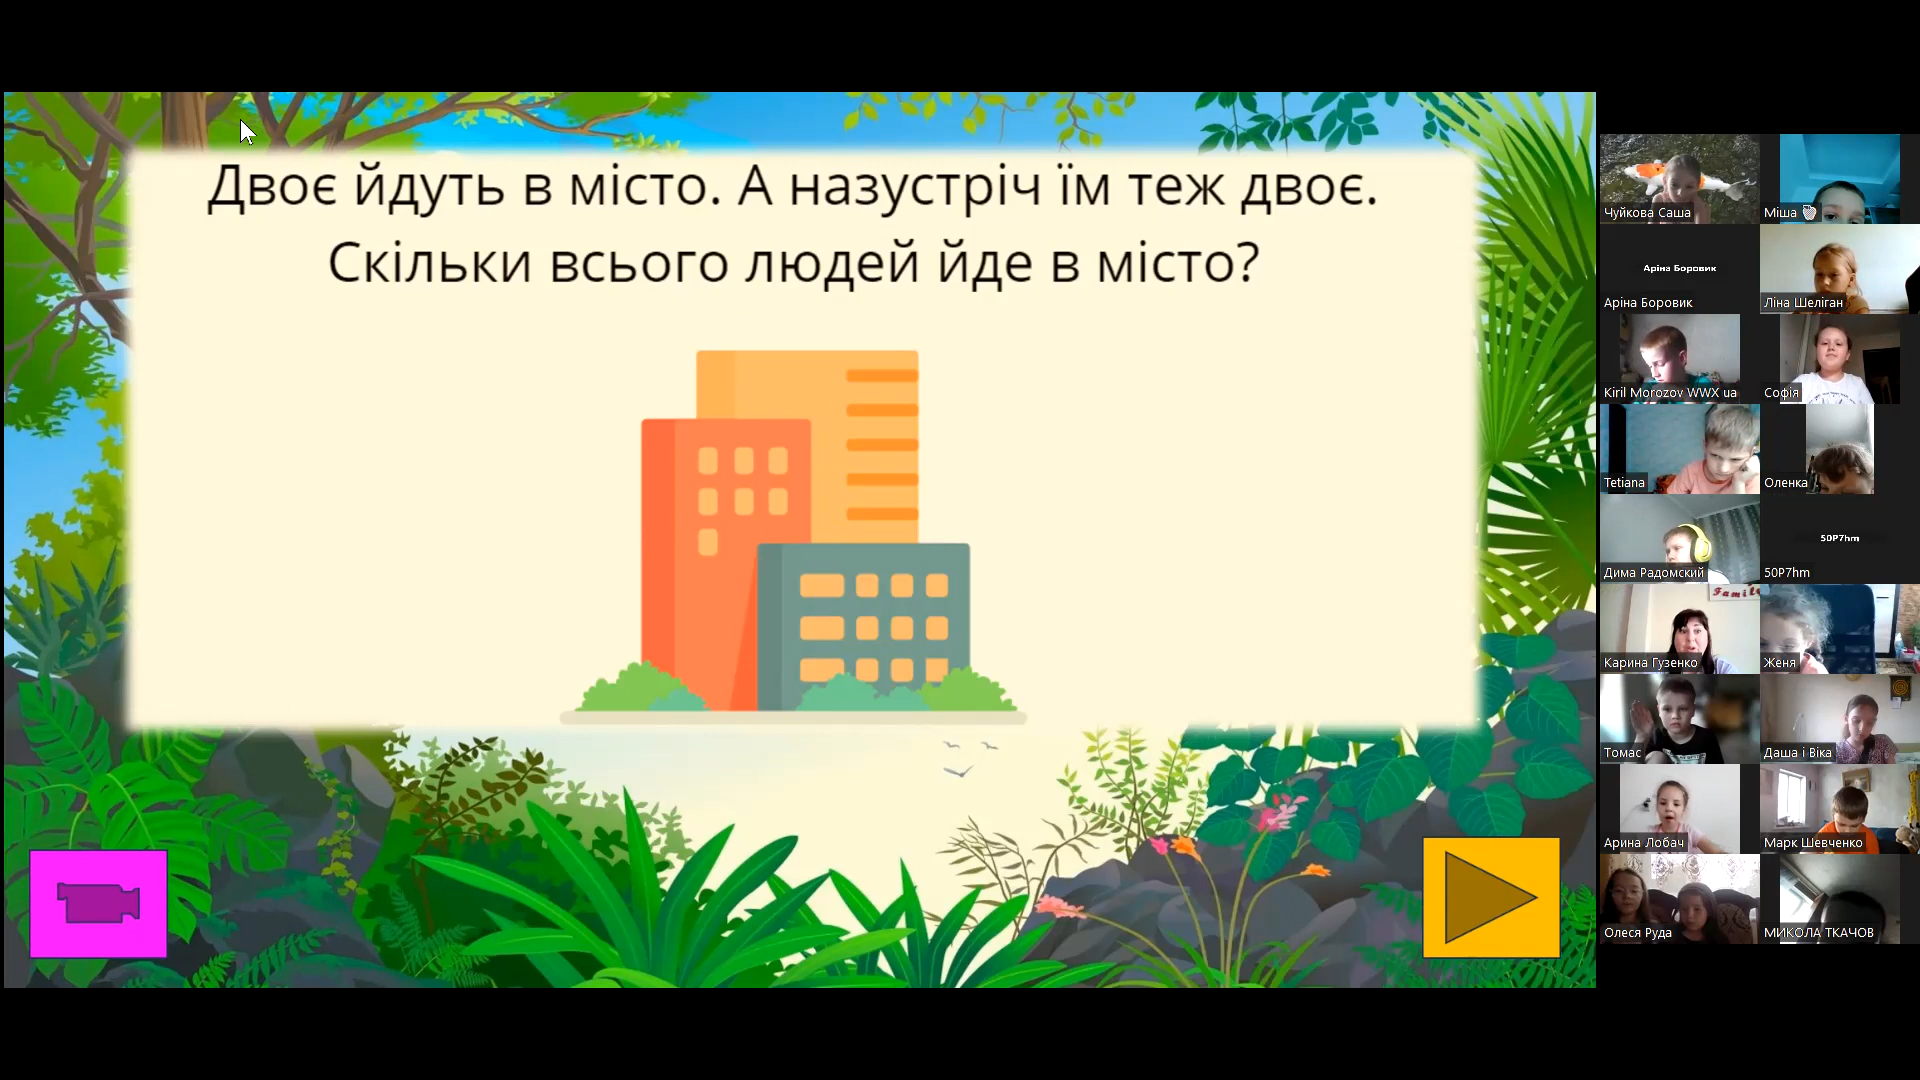 Двоє йдуть в місто. А назустріч їм теж двоє.
Скільки всього людей йде в місто?
Чуйкова Саша
Міша
Аріна Боровик
Аріна Боровик
Ліна Шеліган
Kiril Morozov WWX ua
Софія
Tetiana
Оленка
Дима Радомский
50P7hm
50P7hm
Family
Карина Гузенко
Женя
Томас
Даша і Віка
Арина Лобач
Марк Шевченко
Олеся Руда
МИКОЛА ТКАЧОВ